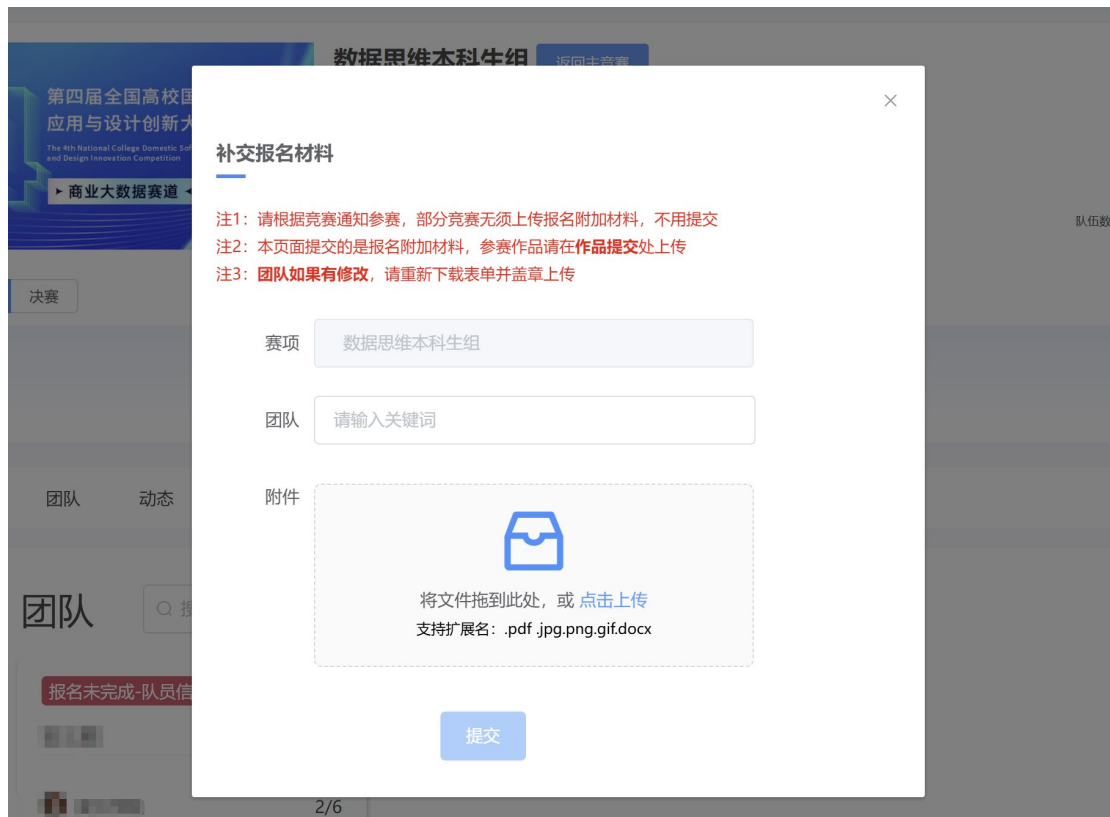 数据思维本科生组
返回主竞赛
第四届全国高校国
应用与设计创新大
The 4th National College Domestic Sof
and Design Innovation Competition
商业大数据赛道
补交报名材料
注1：请根据竞赛通知参赛，部分竞赛无须上传报名附加材料，不用提交
注2：本页面提交的是报名附加材料，参赛作品请在作品提交处上传
注3：团队如果有修改，请重新下载表单并盖章上传
队伍数
决赛
赛项
数据思维本科生组
团队
请输入关键词
团队
动态
附件
将文件拖到此处，或 点击上传
支持扩展名：.pdf .jpg.png.gif.docx
团队
搜
报名未完成-队员信
提交
2/6